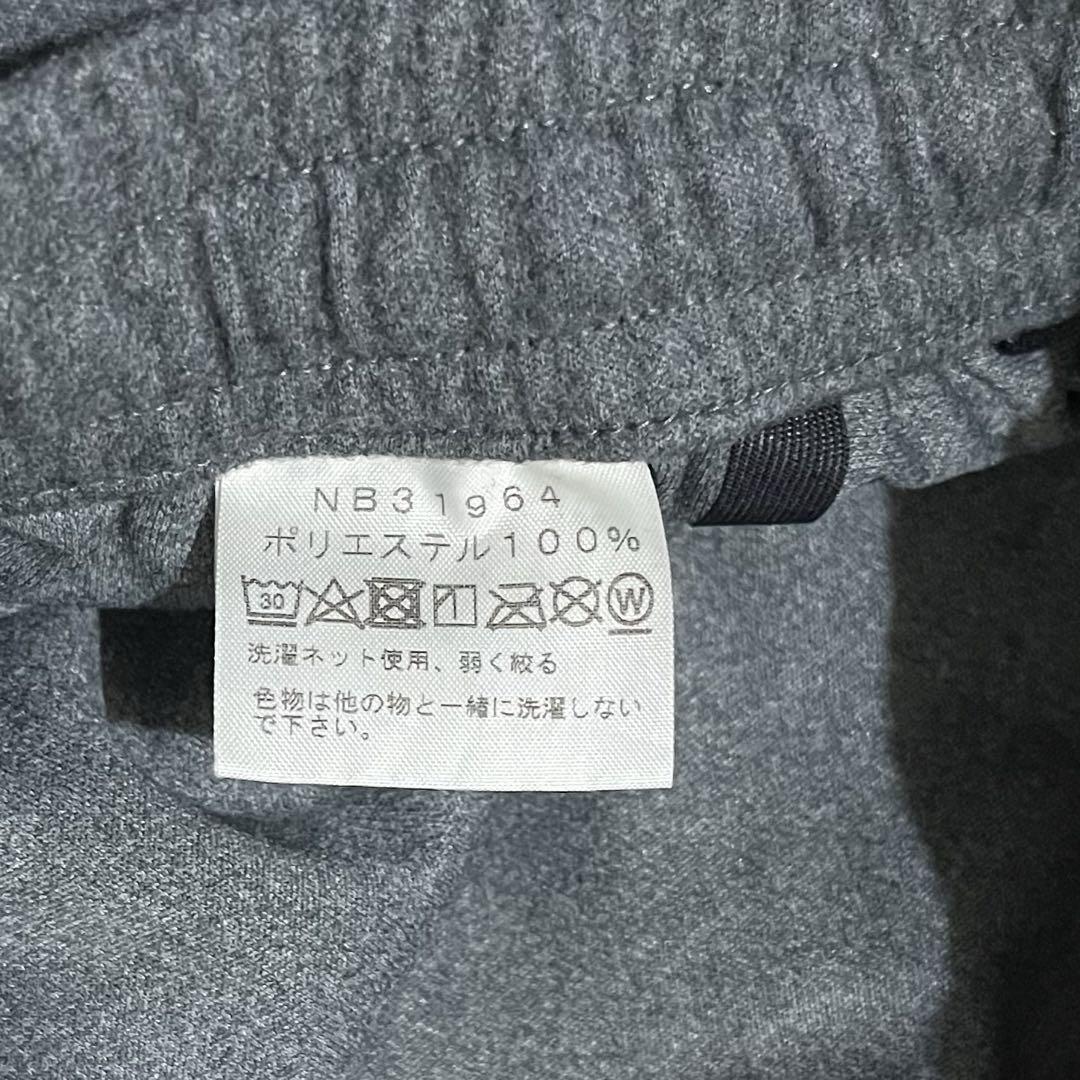 NB31964
ポリエステル100%
30 W
洗濯ネット使用、弱く絞る
色物は他の物と一緒に洗濯しない
で下さい。